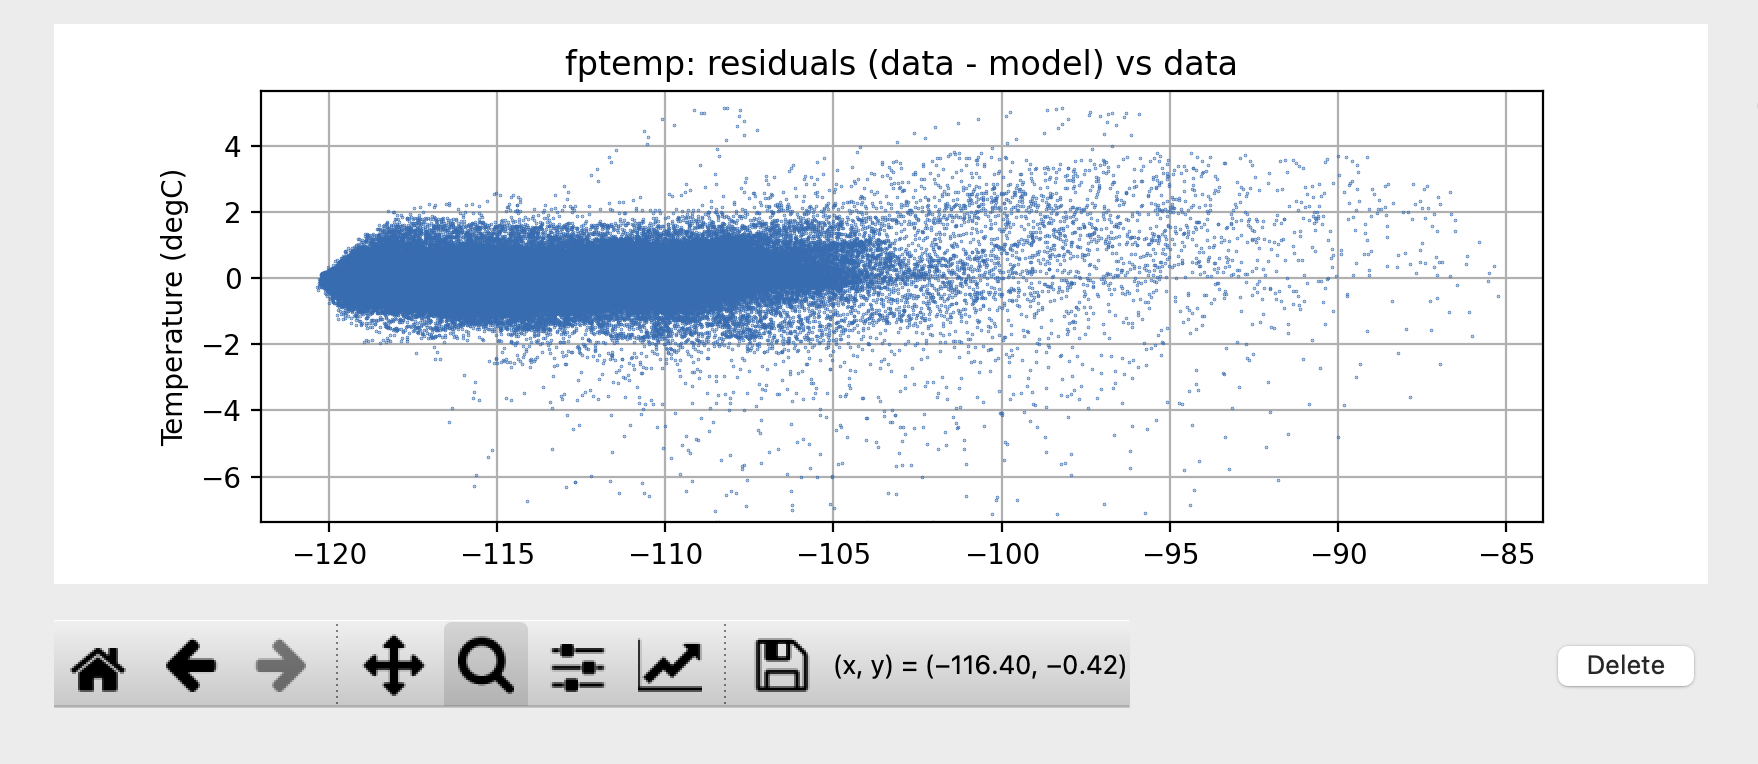 fptemp: residuals (data - model) vs data
Temperature (degC)
4
2
0
−2
−4
−6
−120 −115 −110 −105 −100 −95 −90 −85
(x, y) = (−116.40, −0.42)
Delete